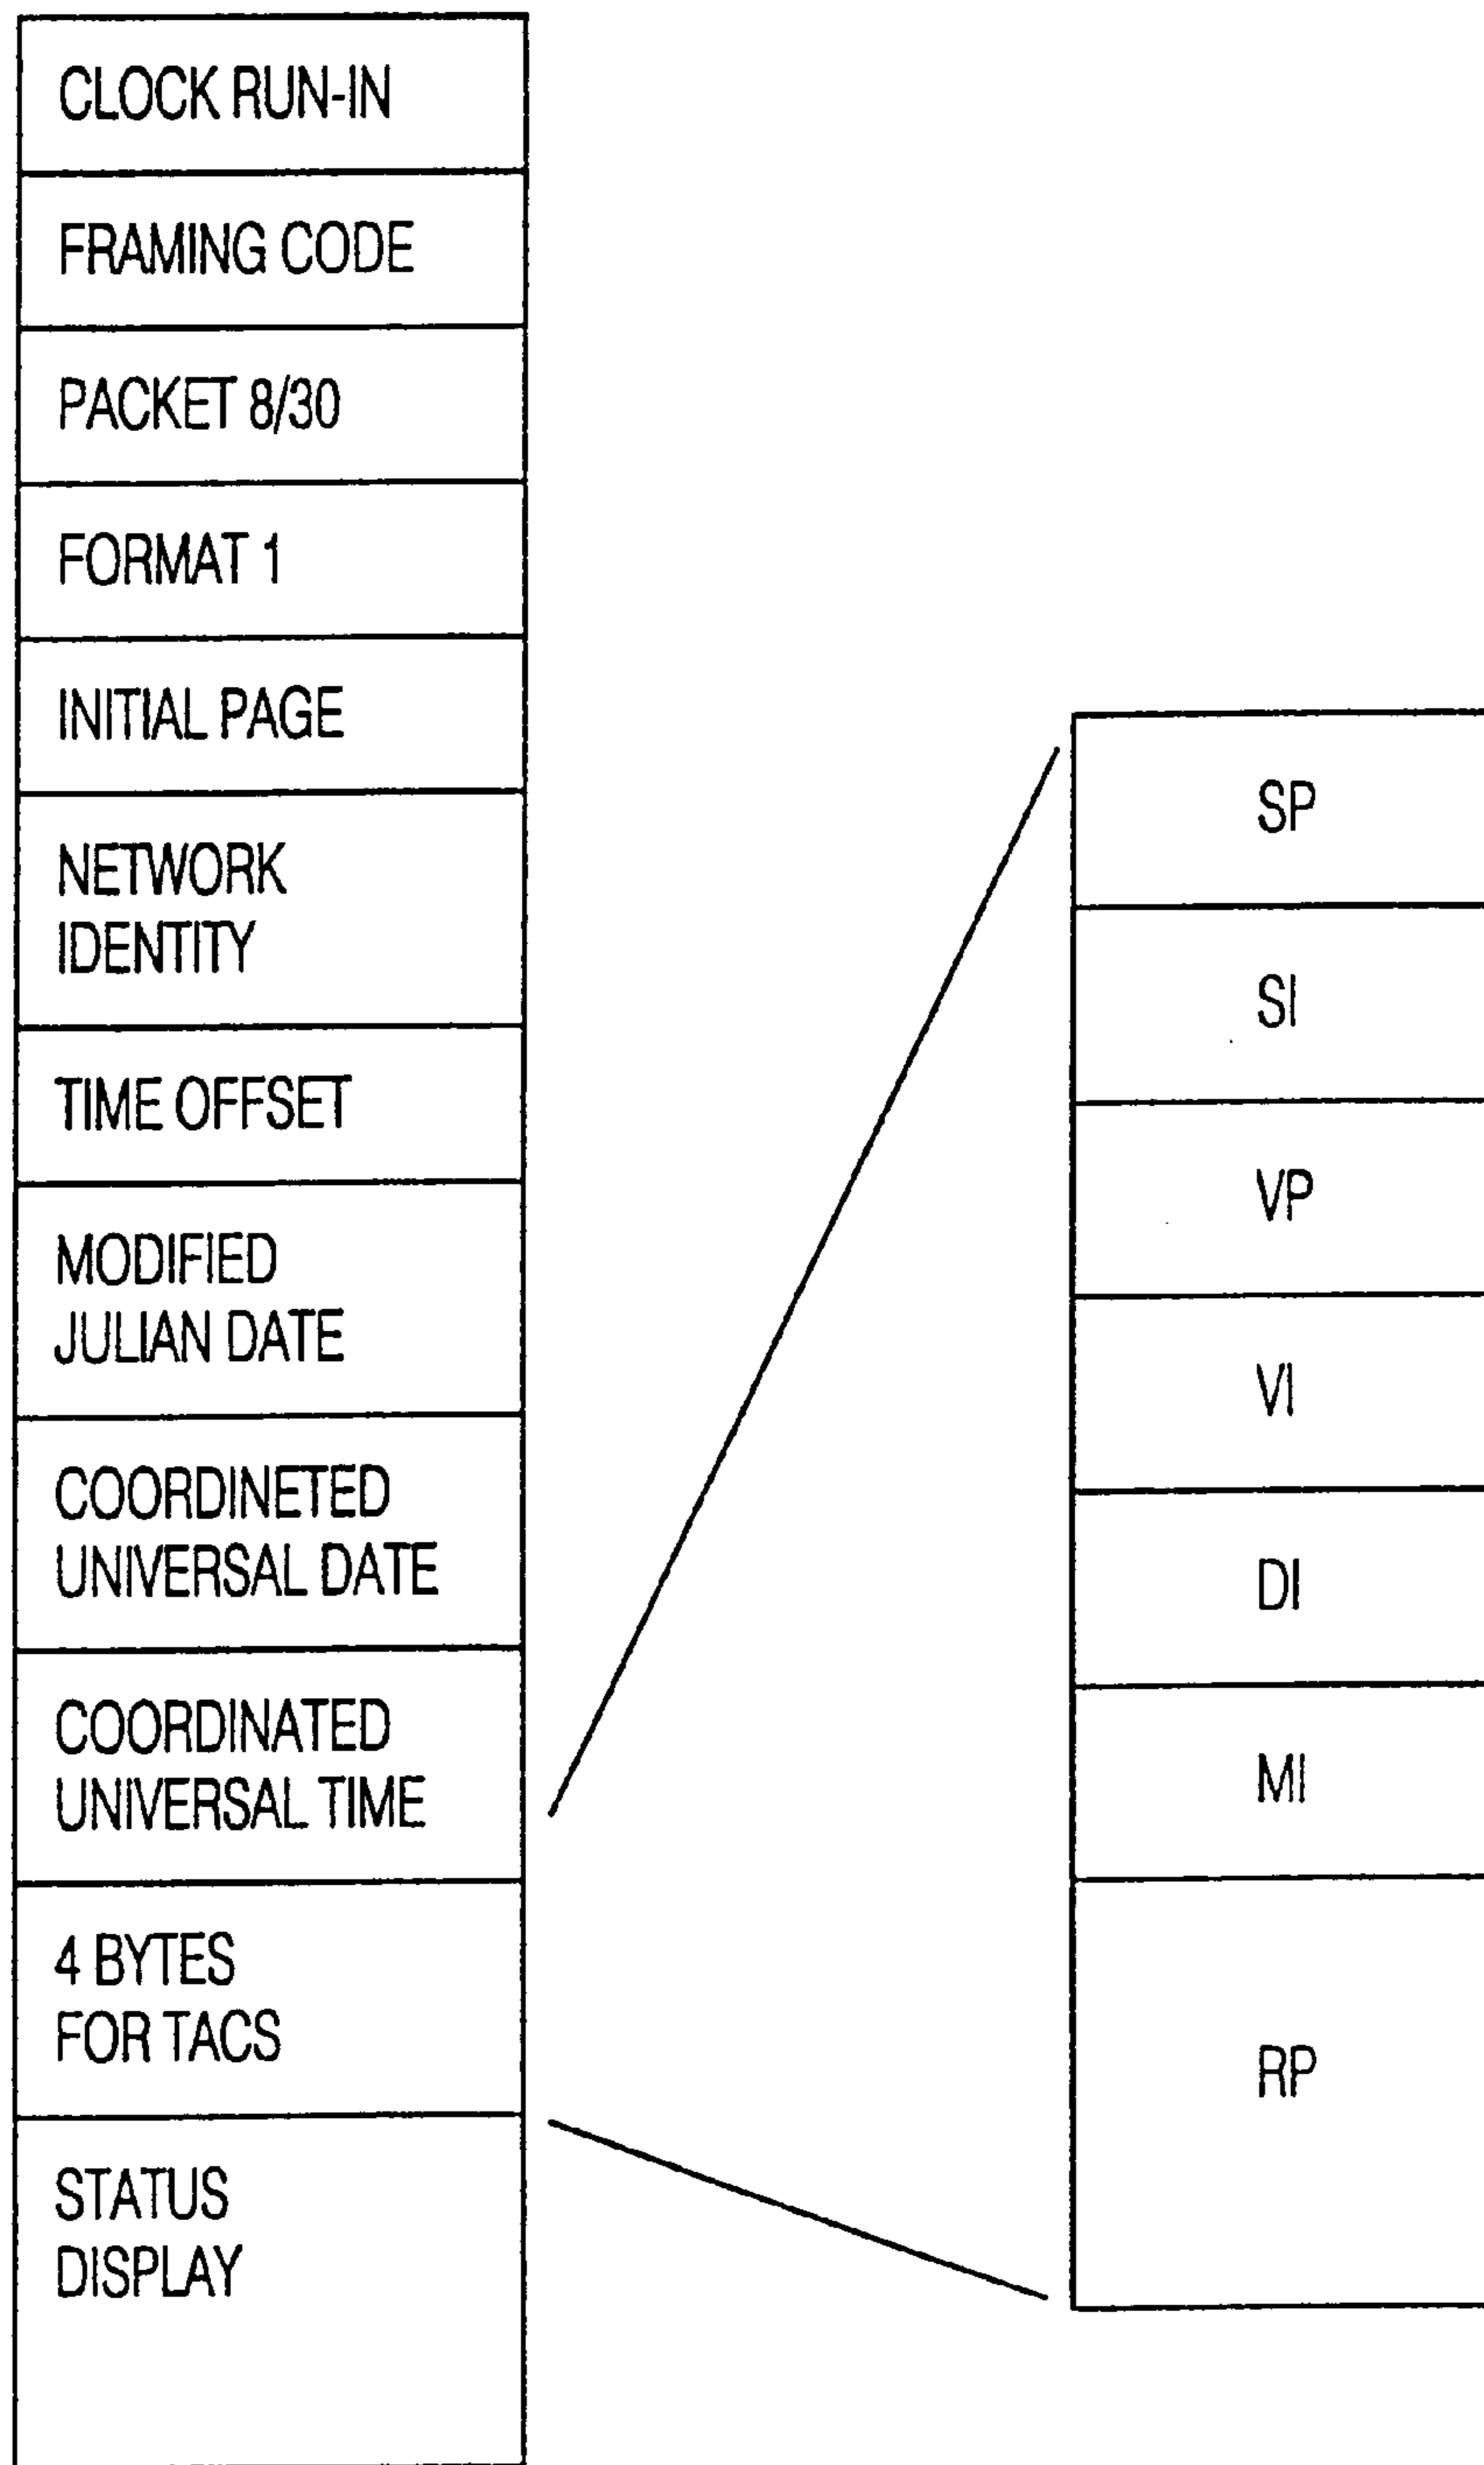 CLOCK RUN-IN
FRAMING CODE
PACKET 8/30
FORMAT 1
INITIAL PAGE
NETWORK
IDENTITY
TIME OFFSET
MODIFIED
JULIAN DATE
COORDINETED
UNIVERSAL DATE
COORDINATED
UNIVERSAL TIME
4 BYTES
FOR TACS
STATUS
DISPLAY
SP
SI
VP
VI
DI
MI
RP